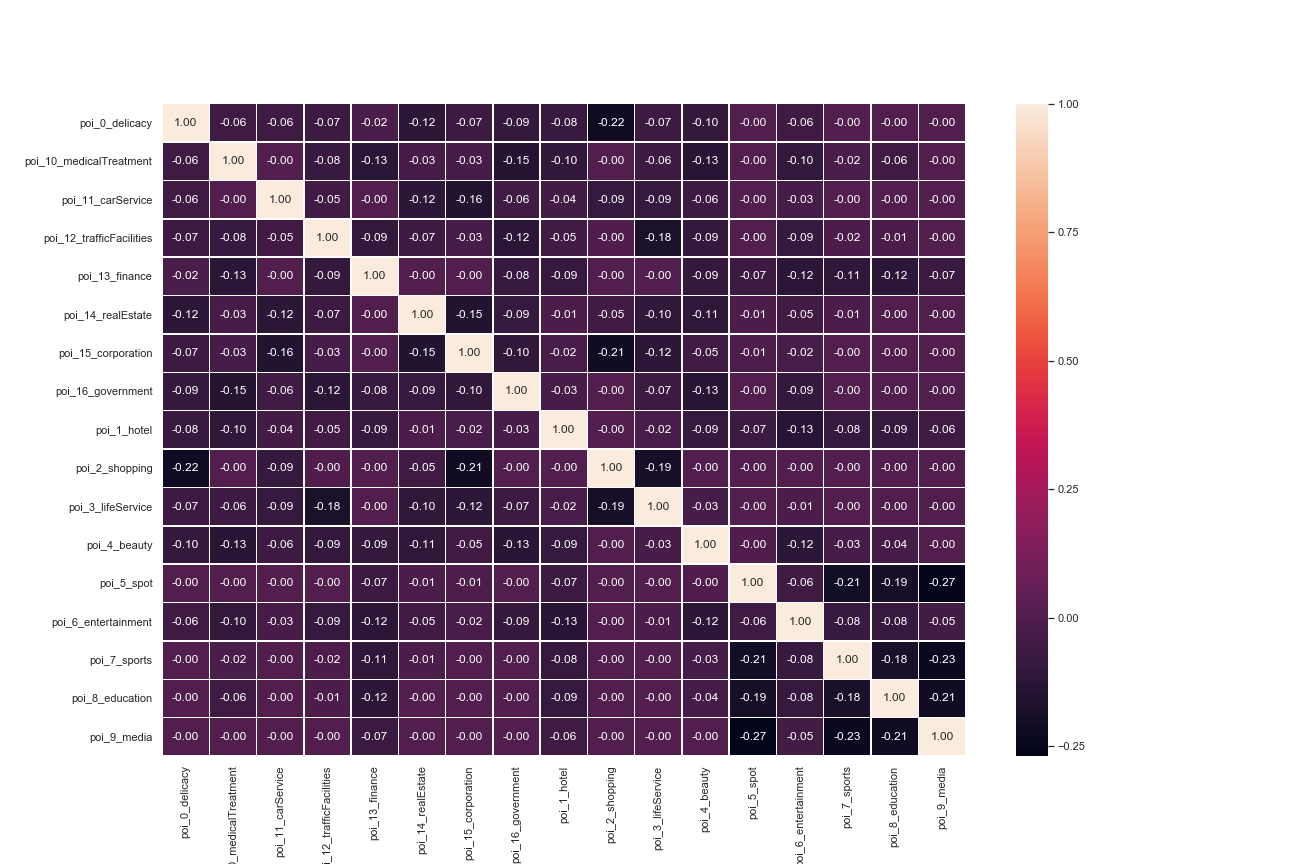 poi_0_delicacy 1.00 -0.06 -0.06 -0.07 -0.02 -0.12 -0.07 -0.09 -0.08 -0.22 -0.07 -0.10 -0.00 -0.06 -0.00 -0.00 -0.00
poi_10_medicalTreatment -0.06 1.00 -0.00 -0.08 -0.13 -0.03 -0.03 -0.15 -0.10 -0.00 -0.06 -0.13 -0.00 -0.10 -0.02 -0.06 -0.00
poi_11_carService -0.06 -0.00 1.00 -0.05 -0.00 -0.12 -0.16 -0.06 -0.04 -0.09 -0.09 -0.06 -0.00 -0.03 -0.00 -0.00 -0.00
poi_12_trafficFacilities -0.07 -0.08 -0.05 1.00 -0.09 -0.07 -0.03 -0.12 -0.05 -0.00 -0.18 -0.09 -0.00 -0.09 -0.02 -0.01 -0.00
poi_13_finance -0.02 -0.13 -0.00 -0.09 1.00 -0.00 -0.00 -0.08 -0.09 -0.00 -0.00 -0.09 -0.07 -0.12 -0.11 -0.12 -0.07
poi_14_realEstate -0.12 -0.03 -0.12 -0.07 -0.00 1.00 -0.15 -0.09 -0.01 -0.05 -0.10 -0.11 -0.01 -0.05 -0.01 -0.00 -0.00
poi_15_corporation -0.07 -0.03 -0.16 -0.03 -0.00 -0.15 1.00 -0.10 -0.02 -0.21 -0.12 -0.05 -0.01 -0.02 -0.00 -0.00 -0.00
poi_16_government -0.09 -0.15 -0.06 -0.12 -0.08 -0.09 -0.10 1.00 -0.03 -0.00 -0.07 -0.13 -0.00 -0.09 -0.00 -0.00 -0.00
poi_1_hotel -0.08 -0.10 -0.04 -0.05 -0.09 -0.01 -0.02 -0.03 1.00 -0.00 -0.02 -0.09 -0.07 -0.13 -0.08 -0.09 -0.06
poi_2_shopping -0.22 -0.00 -0.09 -0.00 -0.00 -0.05 -0.21 -0.00 -0.00 1.00 -0.19 -0.00 -0.00 -0.00 -0.00 -0.00 -0.00
poi_3_lifeService -0.07 -0.06 -0.09 -0.18 -0.00 -0.10 -0.12 -0.07 -0.02 -0.19 1.00 -0.03 -0.00 -0.01 -0.00 -0.00 -0.00
poi_4_beauty -0.10 -0.13 -0.06 -0.09 -0.09 -0.11 -0.05 -0.13 -0.09 -0.00 -0.03 1.00 -0.00 -0.12 -0.03 -0.04 -0.00
poi_5_spot -0.00 -0.00 -0.00 -0.00 -0.07 -0.01 -0.01 -0.00 -0.07 -0.00 -0.00 -0.00 1.00 -0.06 -0.21 -0.19 -0.27
poi_6_entertainment -0.06 -0.10 -0.03 -0.09 -0.12 -0.05 -0.02 -0.09 -0.13 -0.00 -0.01 -0.12 -0.06 1.00 -0.08 -0.08 -0.05
poi_7_sports -0.00 -0.02 -0.00 -0.02 -0.11 -0.01 -0.00 -0.00 -0.08 -0.00 -0.00 -0.03 -0.21 -0.08 1.00 -0.18 -0.23
poi_8_education -0.00 -0.06 -0.00 -0.01 -0.12 -0.00 -0.00 -0.00 -0.09 -0.00 -0.00 -0.04 -0.19 -0.08 -0.18 1.00 -0.21
poi_9_media -0.00 -0.00 -0.00 -0.00 -0.07 -0.00 -0.00 -0.00 -0.06 -0.00 -0.00 -0.00 -0.27 -0.05 -0.23 -0.21 1.00
poi_0_delicacy
0_medicalTreatment
poi_11_carService
i_12_trafficFacilities
poi_13_finance
poi_14_realEstate
poi_15_corporation
poi_16_government
poi_1_hotel
poi_2_shopping
poi_3_lifeService
poi_4_beauty
poi_5_spot
poi_6_entertainment
poi_7_sports
poi_8_education
poi_9_media
1.00
0.75
0.50
0.25
0.00
−0.25